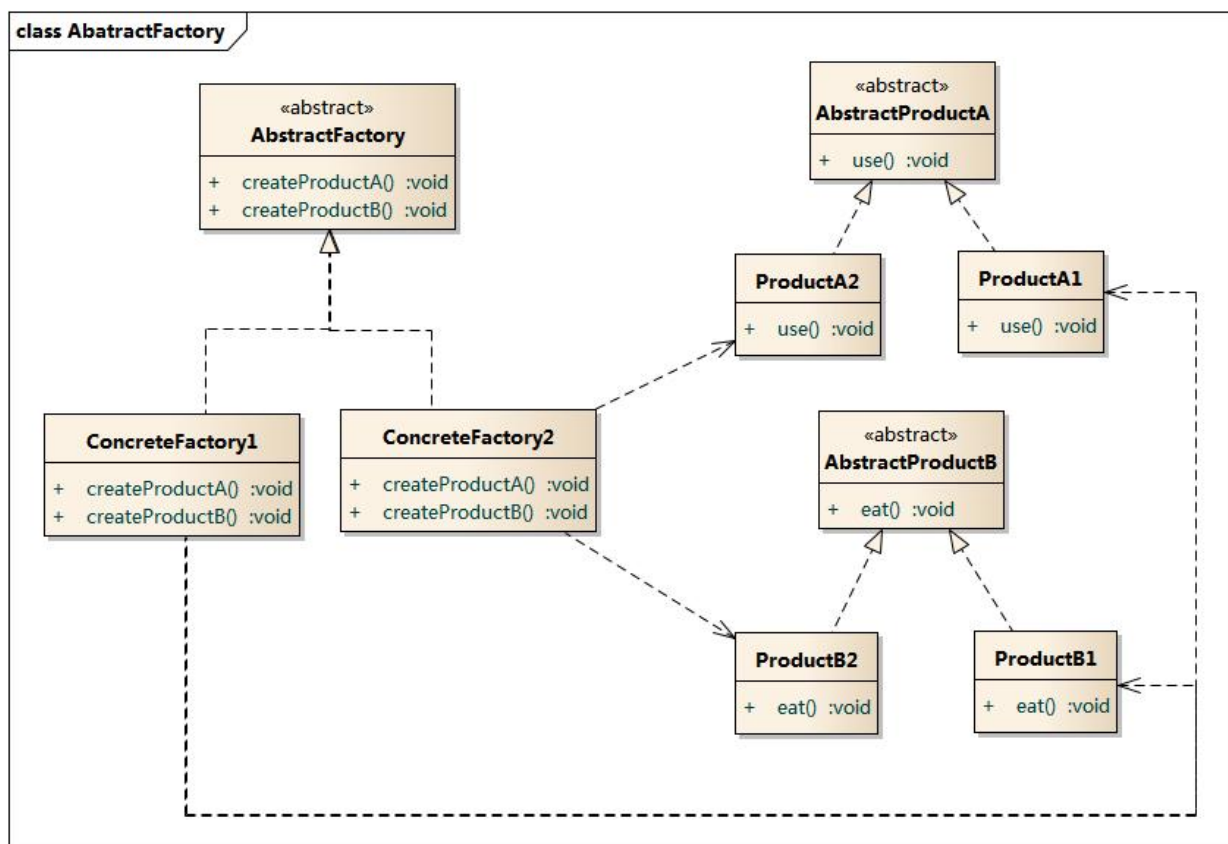 class AbatractFactory
«abstract»
AbstractFactory
+ createProductA() :void
+ createProductB() :void
«abstract»
AbstractProductA
+ use() :void
ProductA2
+ use() :void
ProductA1
+ use() :void
ConcreteFactory1
+ createProductA() :void
+ createProductB() :void
ConcreteFactory2
+ createProductA() :void
+ createProductB() :void
«abstract»
AbstractProductB
+ eat() :void
ProductB2
+ eat() :void
ProductB1
+ eat() :void